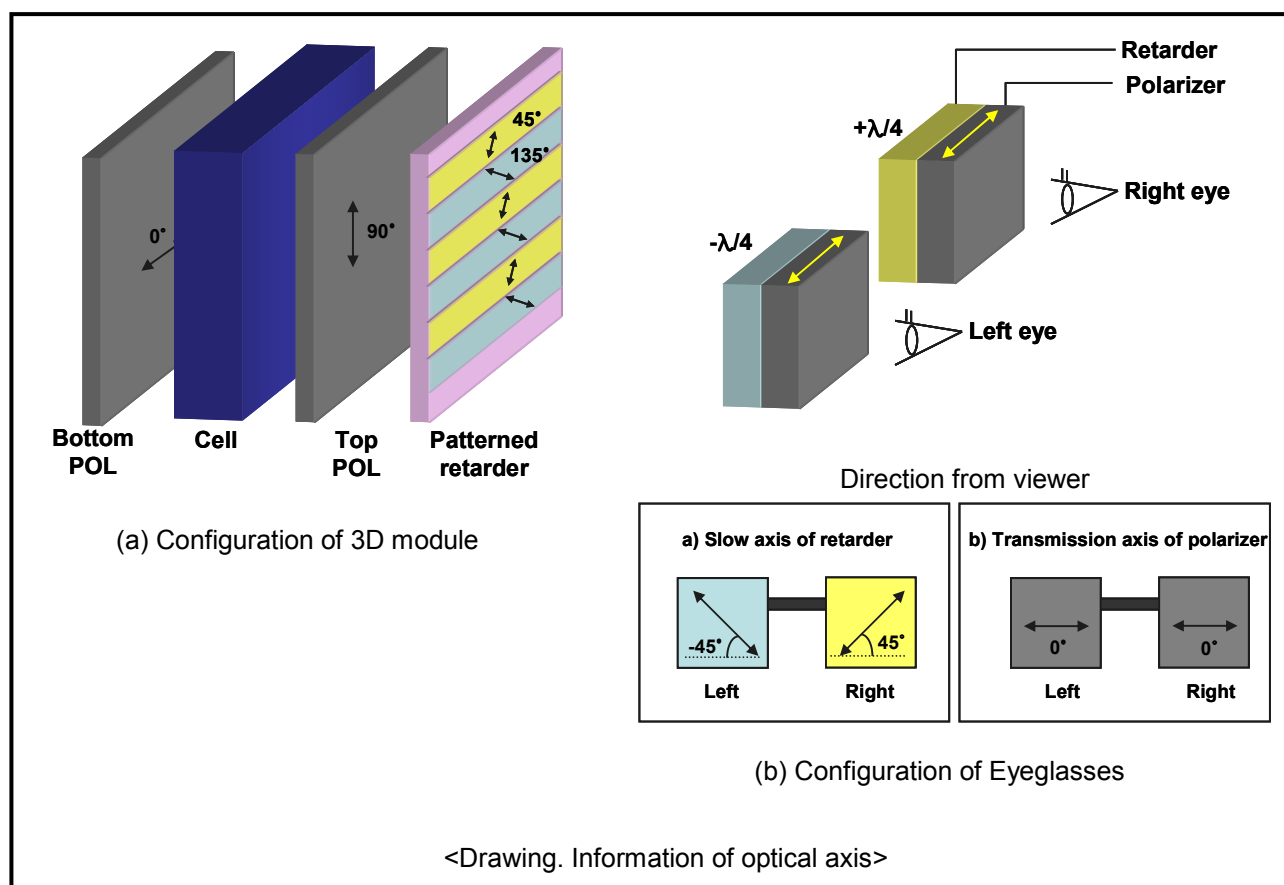 45°
135°
0°
90°
Bottom
POL
Cell
Top
POL
Patterned
retarder
(a) Configuration of 3D module
Retarder
Polarizer
+λ/4
Right eye
-λ/4
Left eye
Direction from viewer
a) Slow axis of retarder
-45°
45°
Left
Right
b) Transmission axis of polarizer
0°
0°
Left
Right
(b) Configuration of Eyeglasses
<Drawing. Information of optical axis>